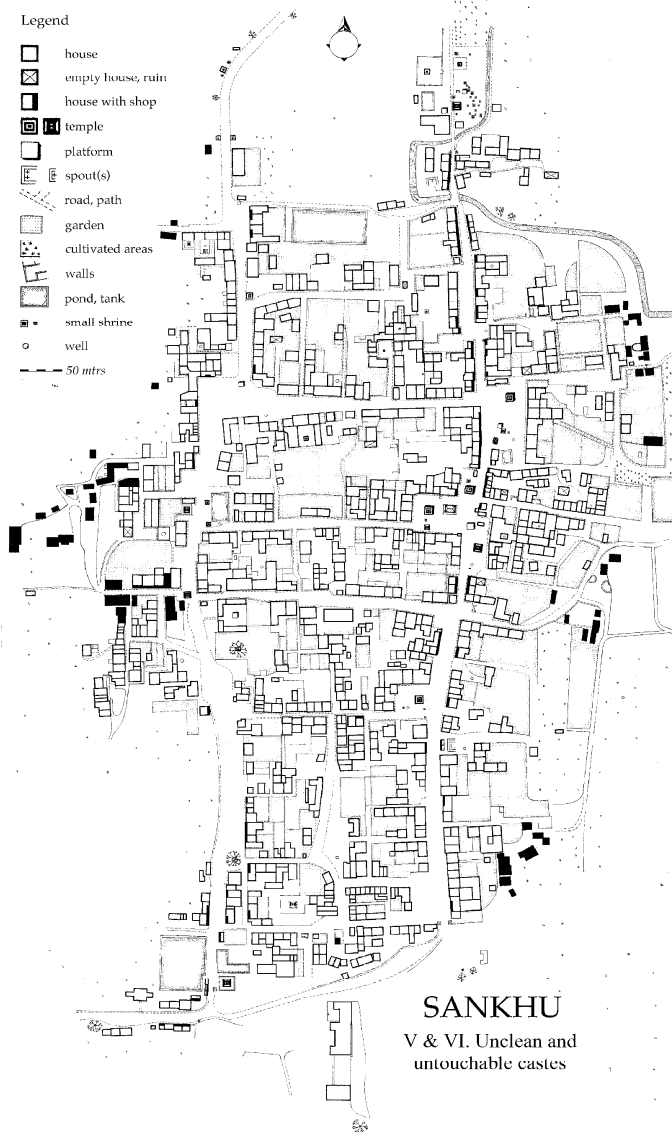 Legend
house
empty house, ruin
house with shop
temple
platform
spout(s)
road, path
garden
cultivated areas
walls
pond, tank
small shrine
well
50 mtrs
SANKHU
V & VI. Unclean and
untouchable castes